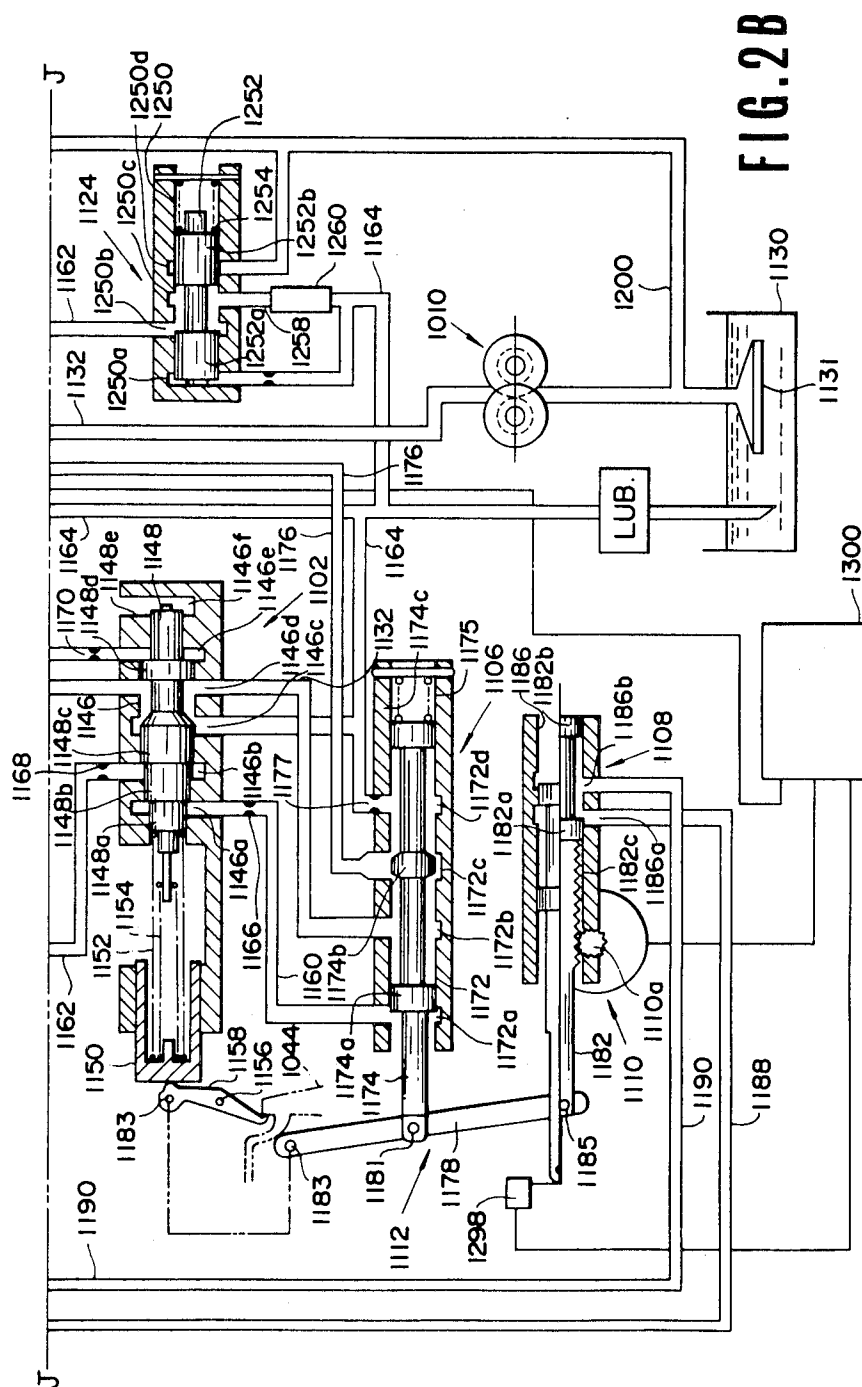 FIG.2B
J
J
1250d
1250
1252
1250c
1124
1254
1252b
1250b
1260
1162
1164
1258
1252a
1250a
1132
1010
1200
1130
1131
1176
LUB.
1300
1164
1148e
1148
1146f
1146e
1176
1170
1148d
1102
1164
1146d
1146c
1132
1174c
1175
1106
1186
1182b
1186b
1108
1146
1148c
1168
1146b
1177
1172d
1182a
1148b
1148a
1146a
1172c
1182c
1186a
1154
1166
1174b
1172b
1152
1160
1172
1110a
1162
1044
1174a
1172a
1110
1150
1158
1156
1174
1182
1190
1188
1183
1183
1181
1178
1185
1112
1298
1190